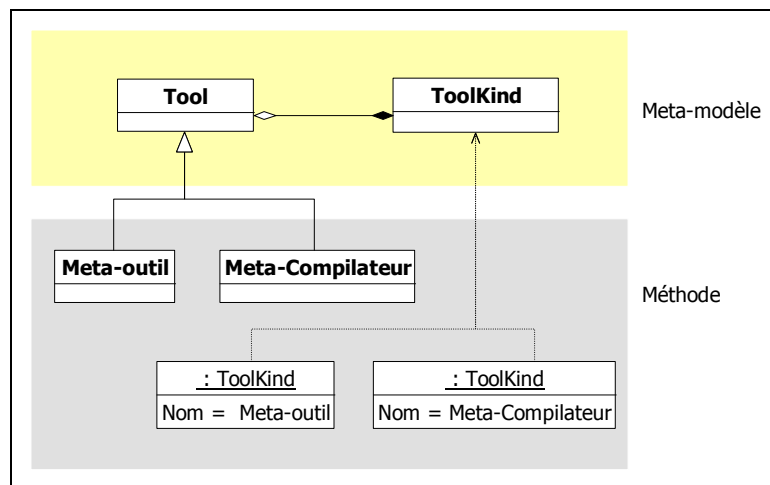 Tool
ToolKind
Meta-modèle
Meta-outil
Meta-Compilateur
Méthode
: ToolKind
Nom = Meta-outil
: ToolKind
Nom = Meta-Compilateur